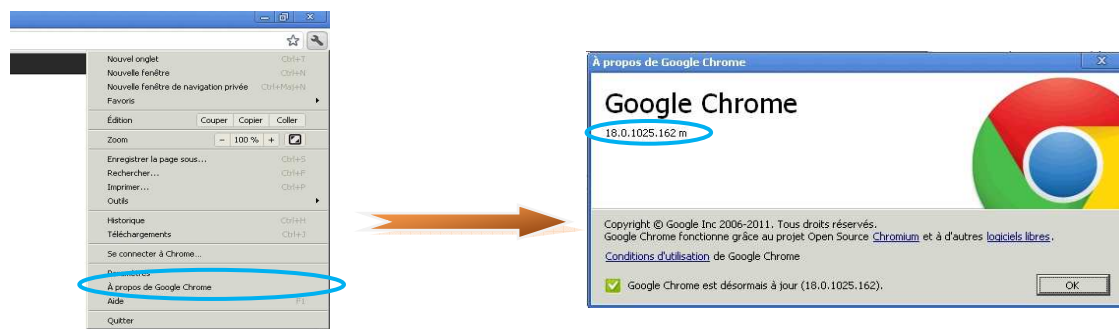 Nouvel onglet Ctrl+T
Nouvelle fenêtre Ctrl+N
Nouvelle fenêtre de navigation privée Ctrl+Maj+N
Favoris
Édition Couper Copier Coller
Zoom − 100 % +
Enregistrer la page sous... Ctrl+S
Rechercher... Ctrl+F
Imprimer... Ctrl+P
Outils
Historique Ctrl+H
Téléchargements Ctrl+J
Se connecter à Chrome...
Paramètres
À propos de Google Chrome
Aide F1
Quitter
À propos de Google Chrome
Google Chrome
18.0.1025.162 m
Copyright © Google Inc 2006-2011. Tous droits réservés.
Google Chrome fonctionne grâce au projet Open Source Chromium et à d'autres logiciels libres.
Conditions d'utilisation de Google Chrome
Google Chrome est désormais à jour (18.0.1025.162).
OK